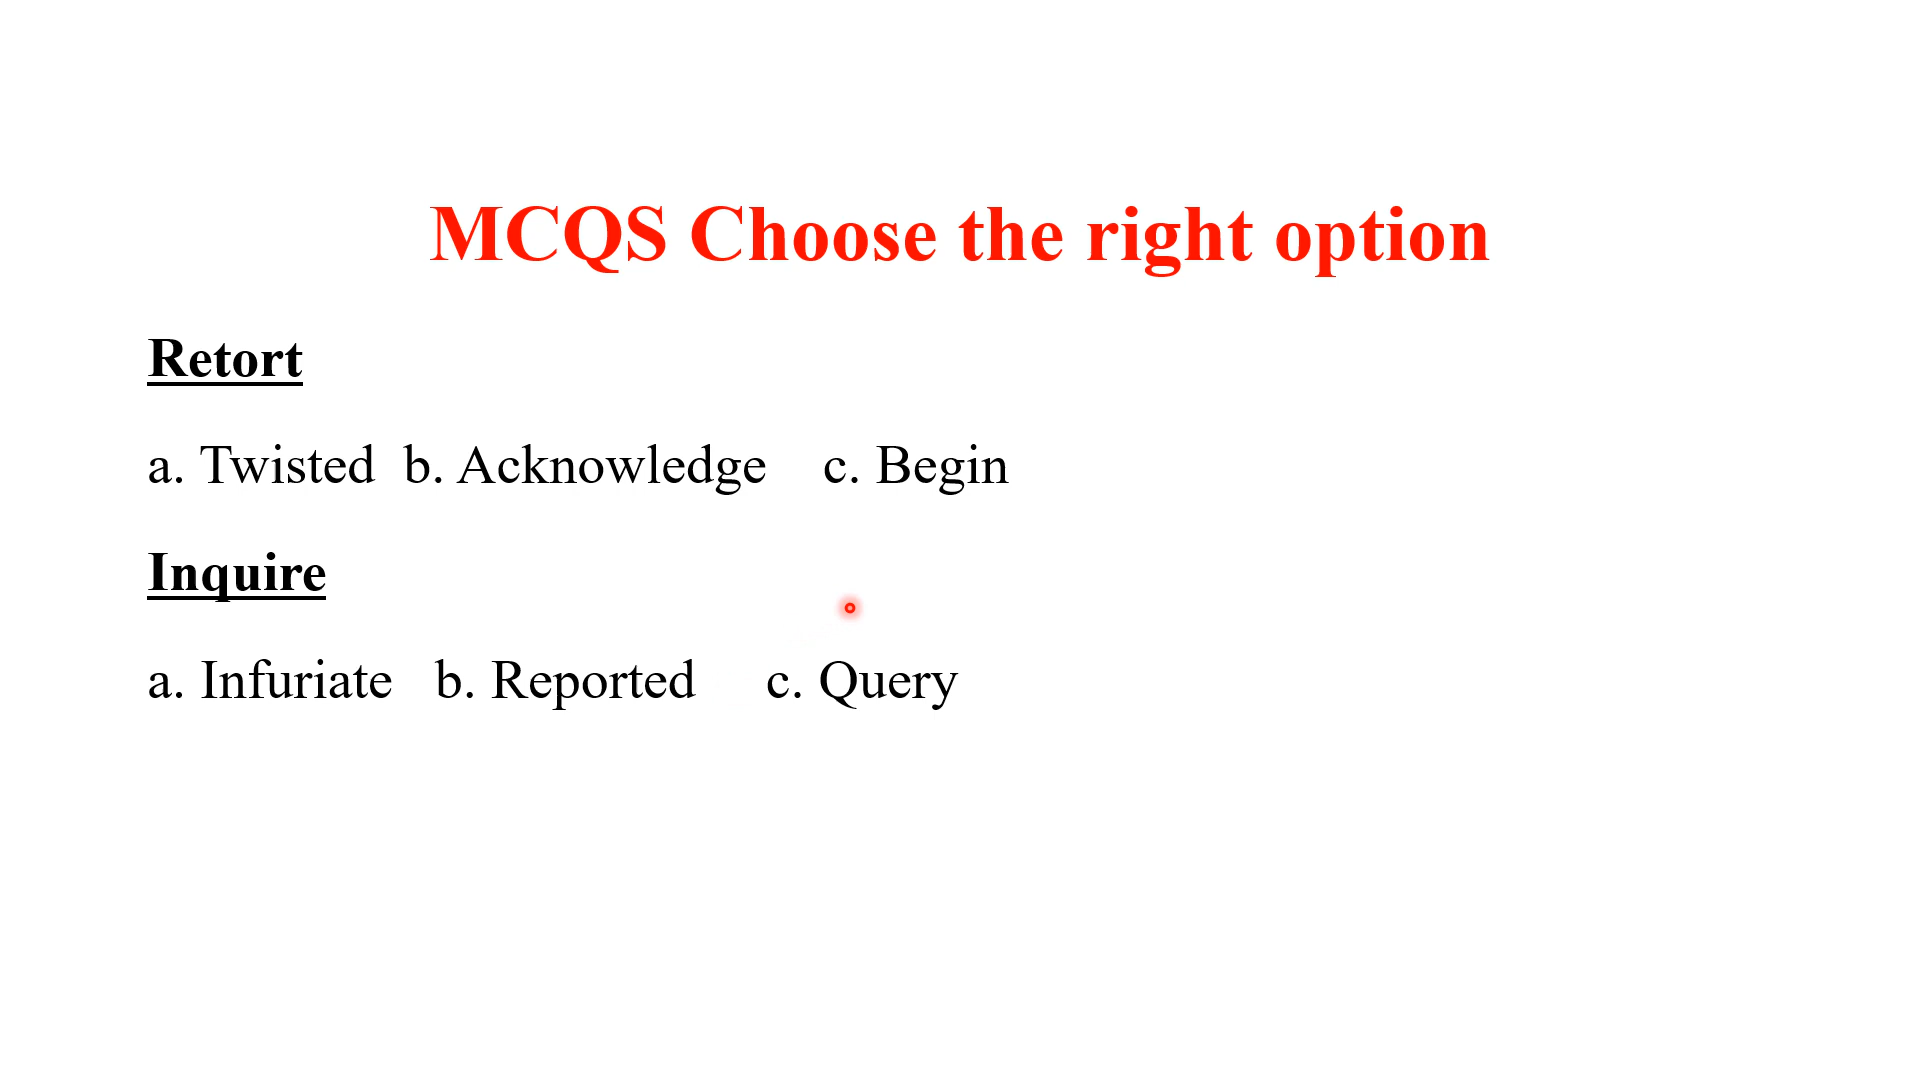 MCQS Choose the right option
Retort
a. Twisted b. Acknowledge c. Begin
Inquire
a. Infuriate b. Reported c. Query